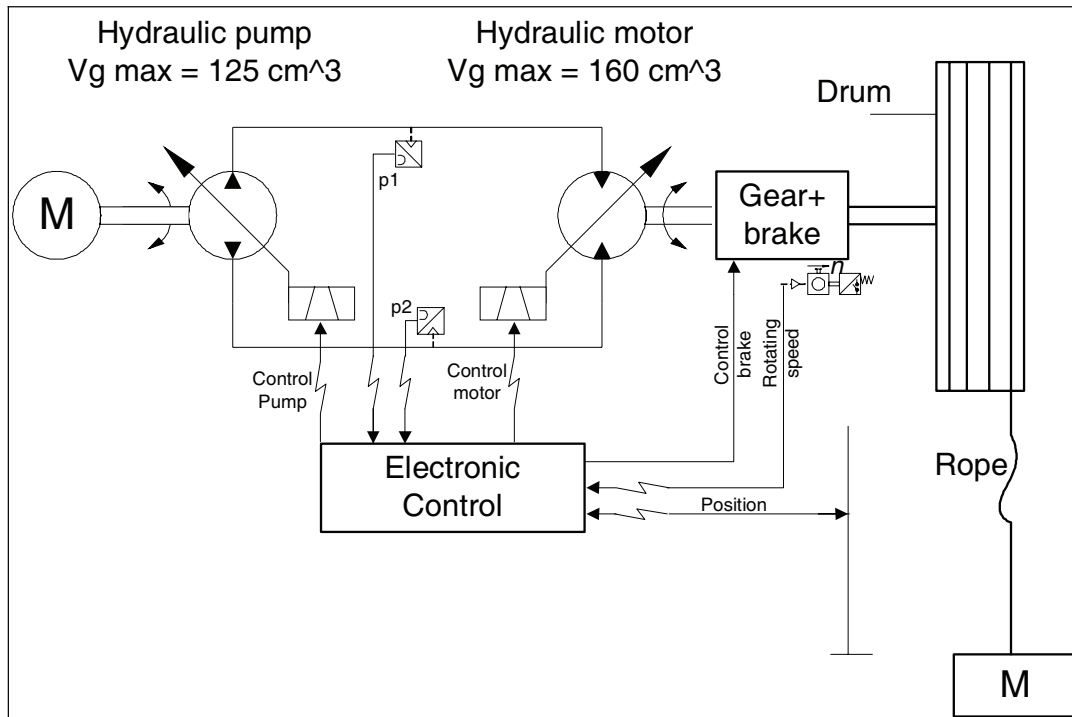 Hydraulic pump
Vg max = 125 cm^3
Hydraulic motor
Vg max = 160 cm^3
Drum
p1
M
Gear+
brake
n
p2
Control
Pump
Control
motor
Control
brake
Rotating
speed
Electronic
Control
Position
Rope
M